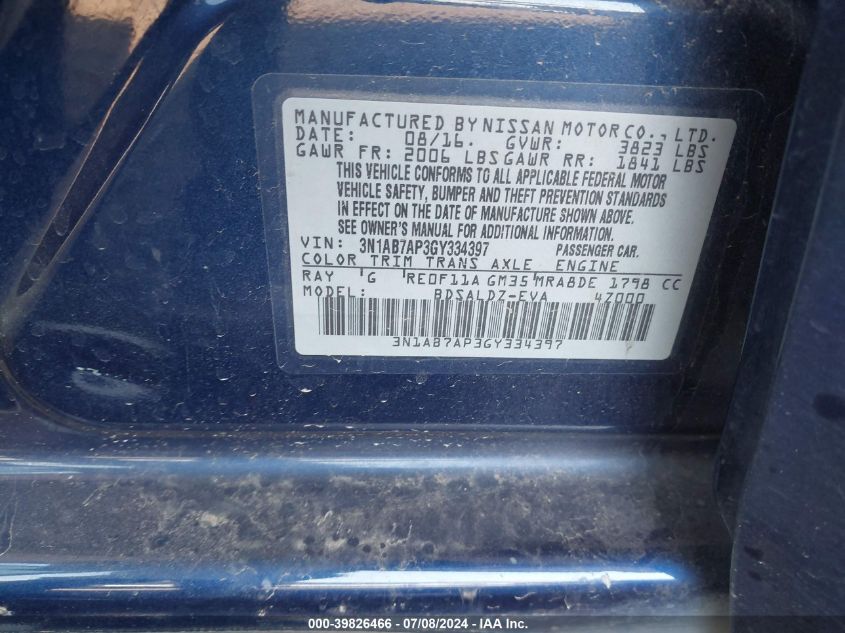 MANUFACTURED BY NISSAN MOTOR CO., LTD.
DATE: 08/16. GVWR: 3823 LBS
GAWR FR: 2006 LBS GAWR RR: 1841 LBS
THIS VEHICLE CONFORMS TO ALL APPLICABLE FEDERAL MOTOR
VEHICLE SAFETY, BUMPER AND THEFT PREVENTION STANDARDS
IN EFFECT ON THE DATE OF MANUFACTURE SHOWN ABOVE.
SEE OWNER'S MANUAL FOR ADDITIONAL INFORMATION.
VIN: 3N1AB7AP3GY334397 PASSENGER CAR.
COLOR TRIM TRANS AXLE ENGINE
RAY G RE0F11A GM35 MRA8DE 1798 CC
MODEL: BDSALDZ-EVA 47000
3N1AB7AP3GY334397
000-39826466 - 07/08/2024 - IAAI.com